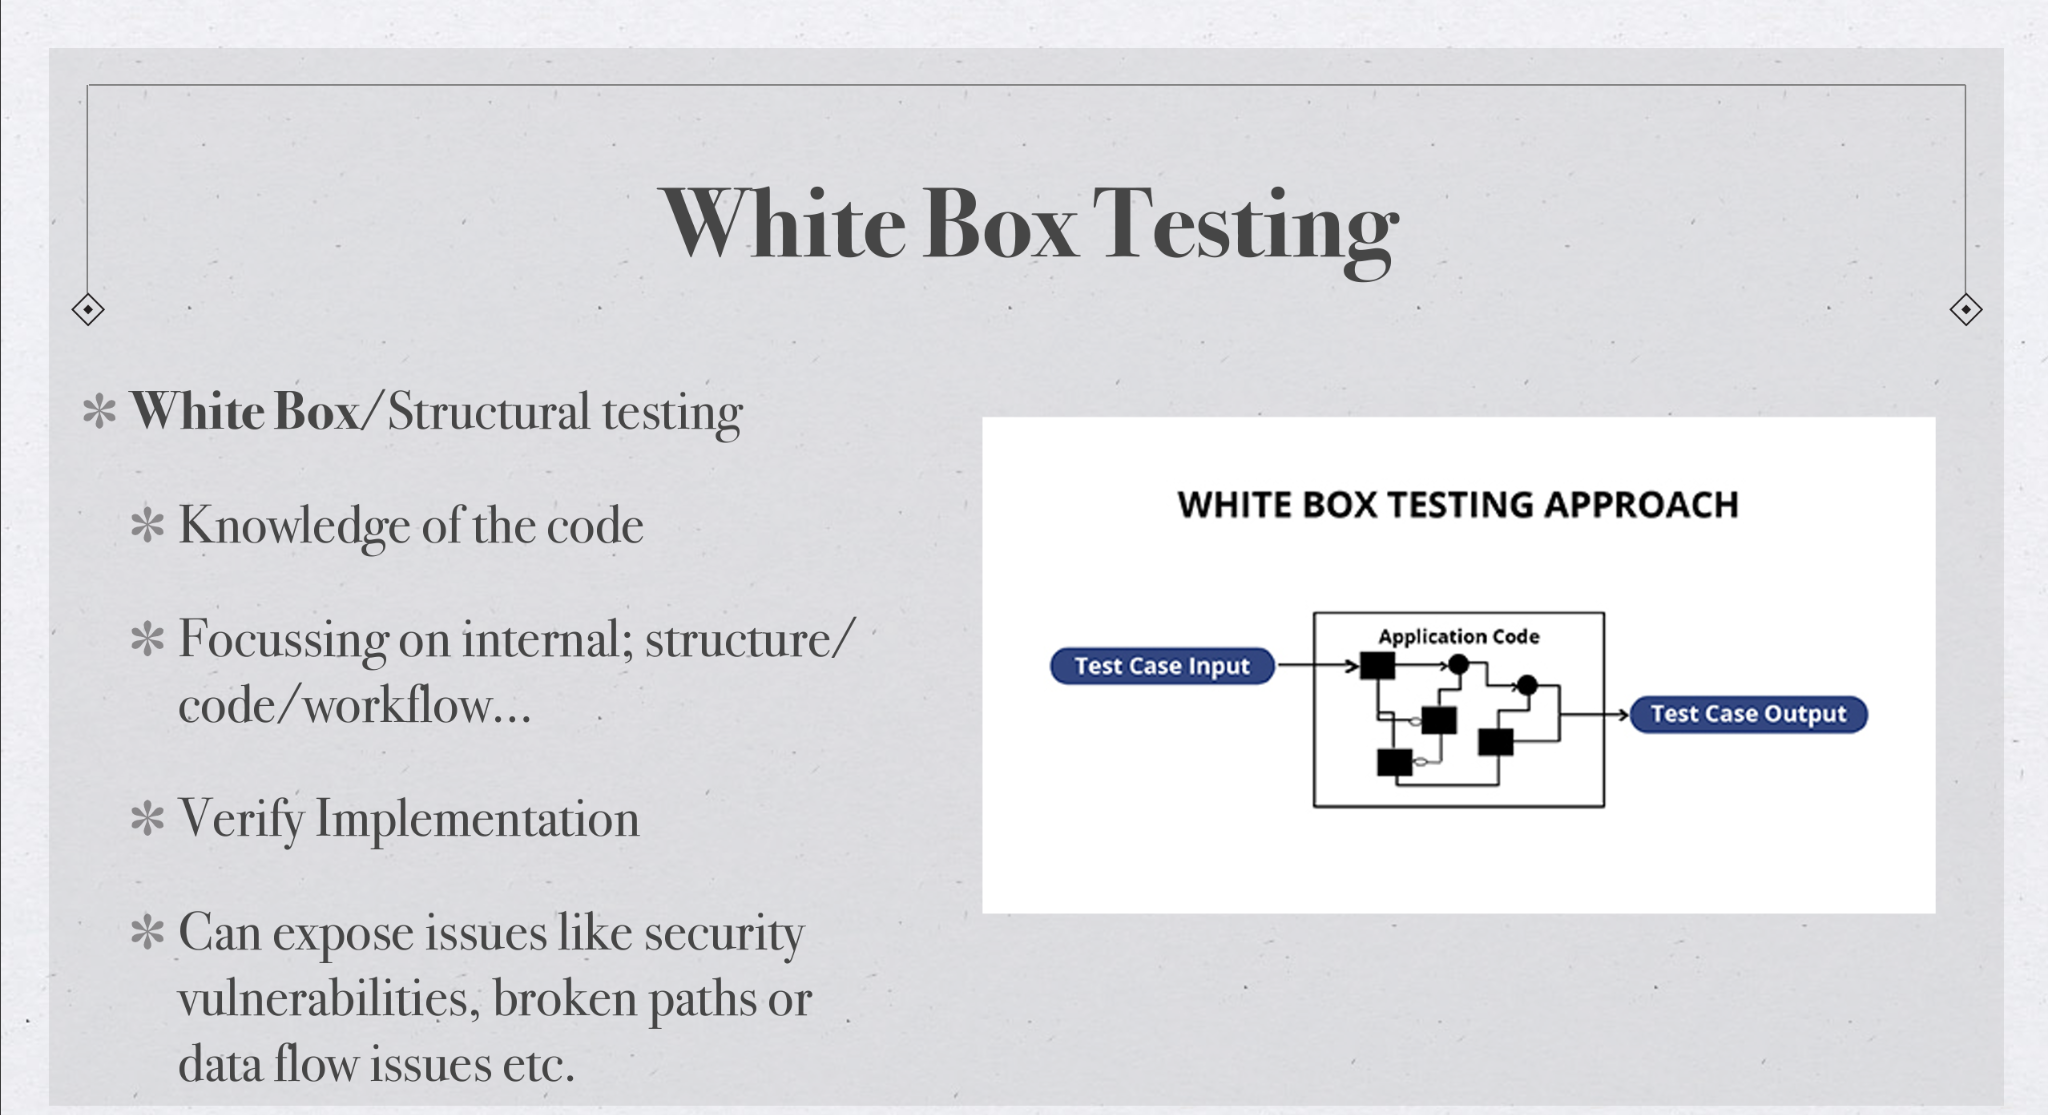 White Box Testing
White Box/Structural testing
Knowledge of the code
Focussing on internal; structure/
code/workflow...
Verify Implementation
Can expose issues like security
vulnerabilities, broken paths or
data flow issues etc.
WHITE BOX TESTING APPROACH
Application Code
Test Case Input
Test Case Output